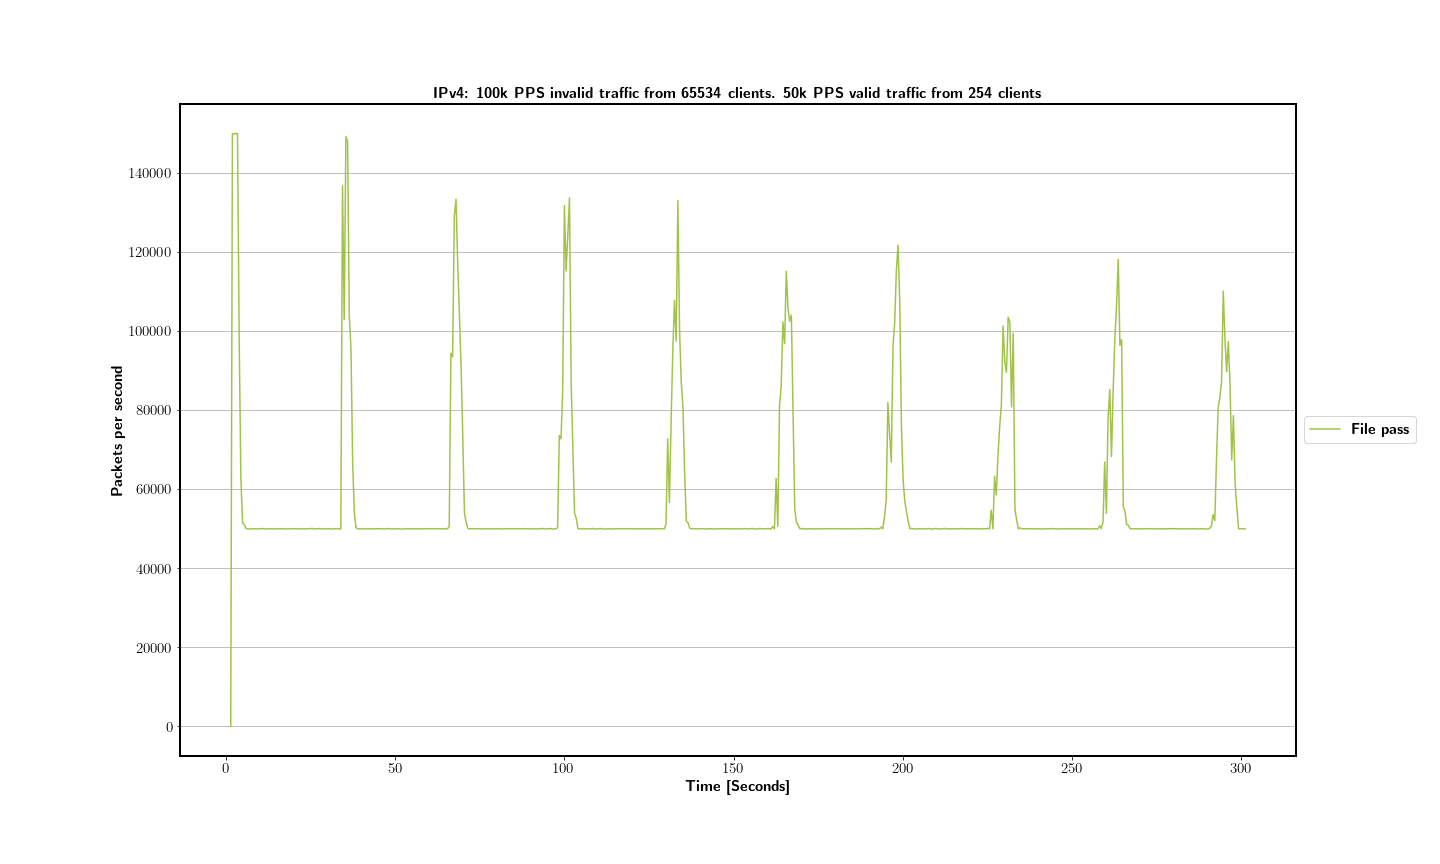 IPv4: 100k PPS invalid traffic from 65534 clients. 50k PPS valid traffic from 254 clients
140000
120000
100000
80000
60000
40000
20000
0
Packets per second
File pass
0 50 100 150 200 250 300
Time [Seconds]